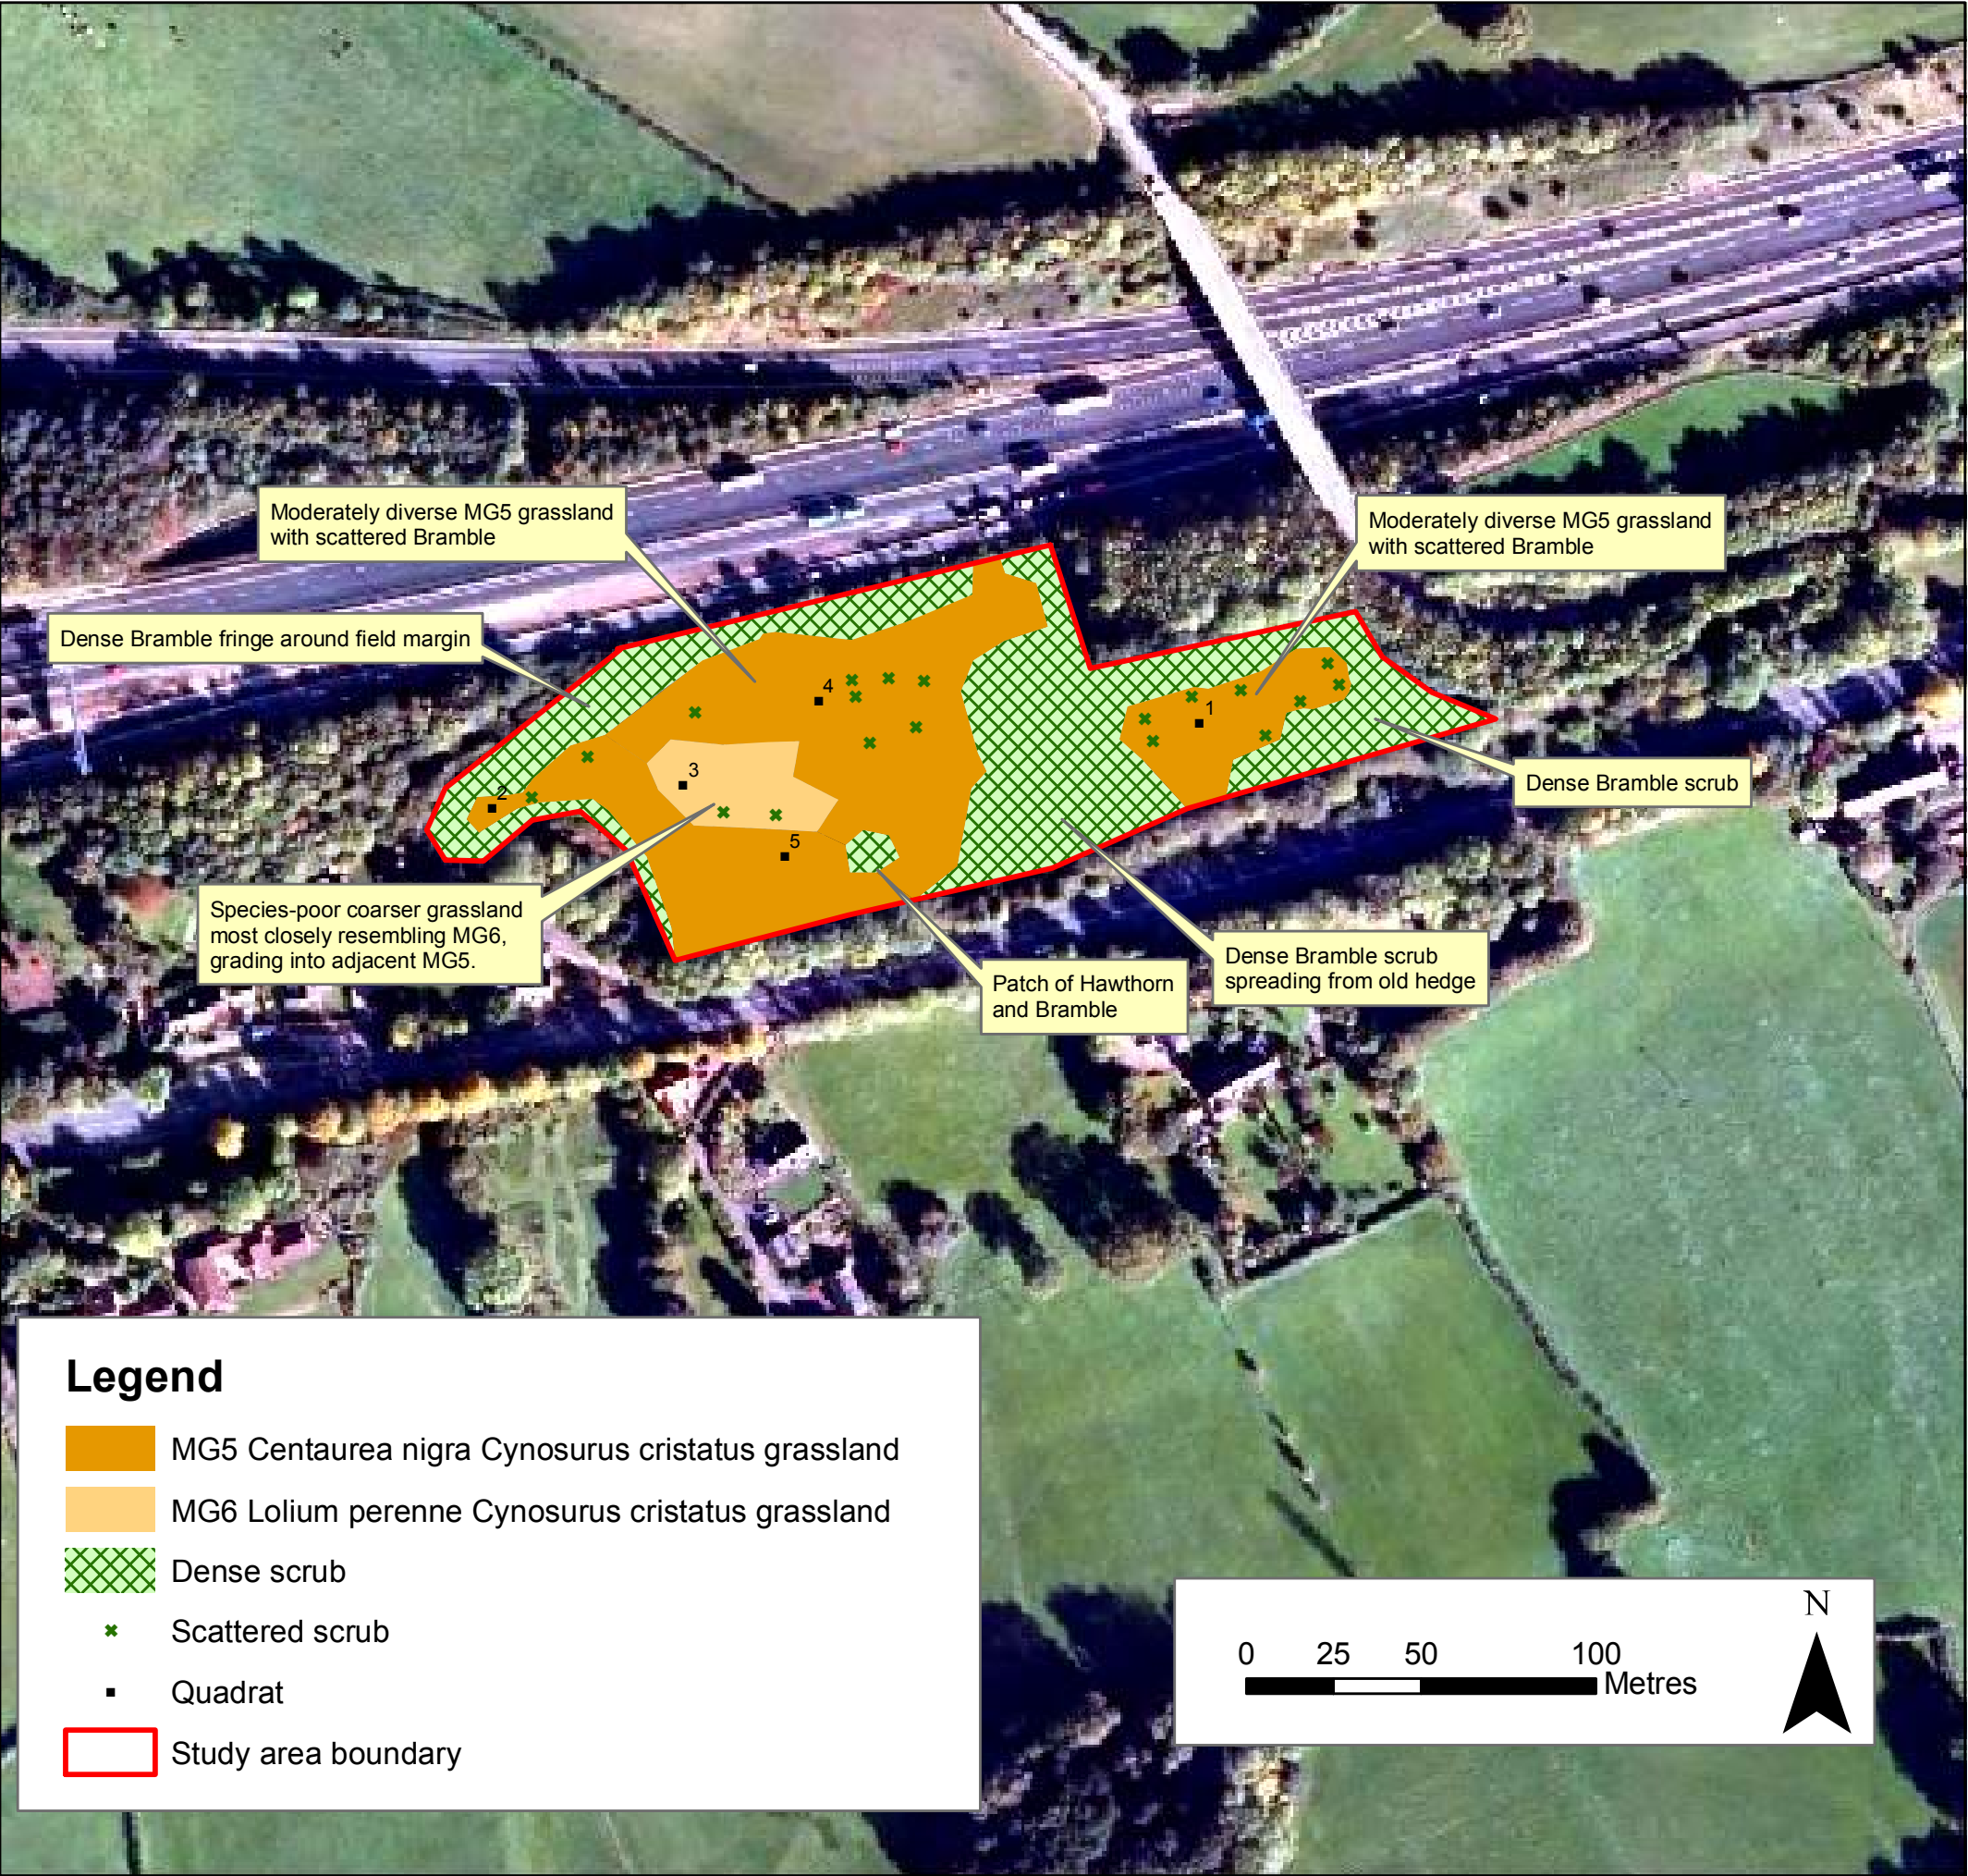 Moderately diverse MG5 grassland
with scattered Bramble
Moderately diverse MG5 grassland
with scattered Bramble
Dense Bramble fringe around field margin
4
1
3
2
5
Dense Bramble scrub
Species-poor coarser grassland
most closely resembling MG6,
grading into adjacent MG5.
Dense Bramble scrub
spreading from old hedge
Patch of Hawthorn
and Bramble
Legend
MG5 Centaurea nigra Cynosurus cristatus grassland
MG6 Lolium perenne Cynosurus cristatus grassland
Dense scrub
Scattered scrub
Quadrat
Study area boundary
N
0 25 50 100
Metres